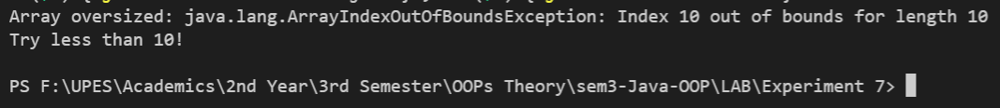 Array oversized: java.lang.ArrayIndexOutOfBoundsException: Index 10 out of bounds for length 10
Try less than 10!
PS F:\UPES\Academics\2nd Year\3rd Semester\OOPs Theory\sem3-Java-OOP\LAB\Experiment 7>